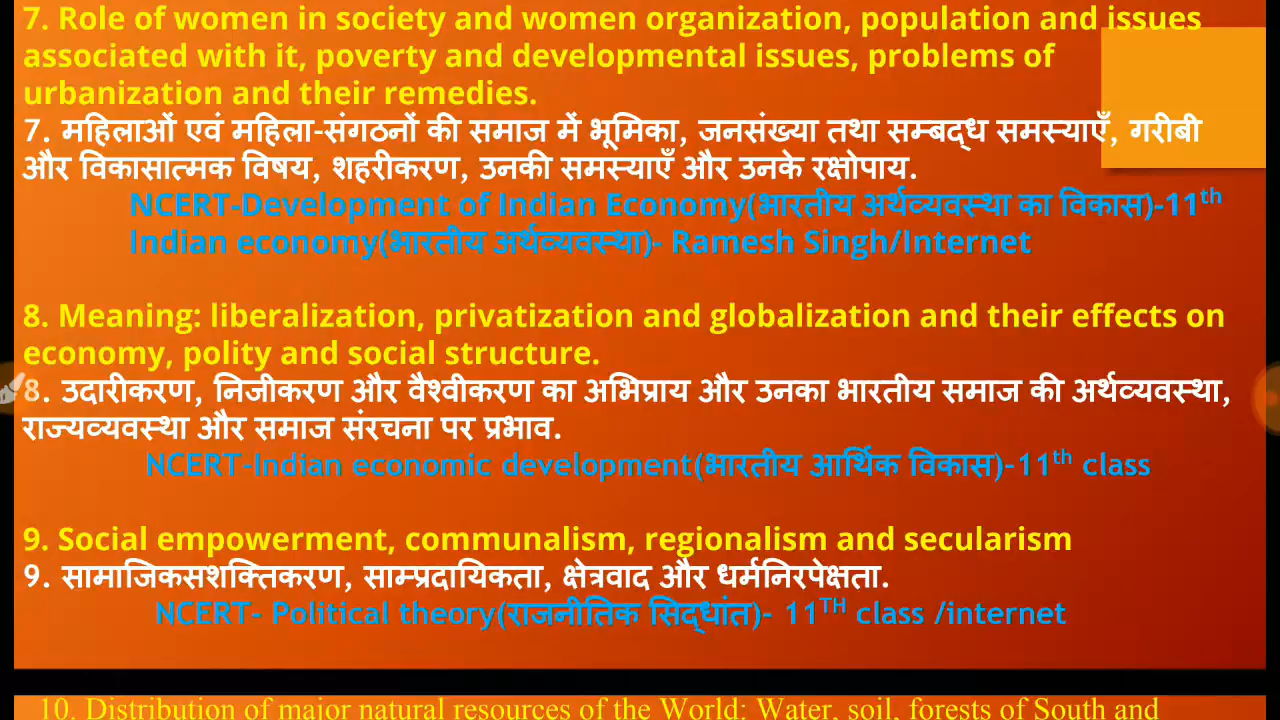 7. Role of women in society and women organization, population and issues
associated with it, poverty and developmental issues, problems of
urbanization and their remedies.
7. महिलाओं एवं महिला-संगठनों की समाज में भूमिका, जनसंख्या तथा सम्बद्ध समस्याएँ, गरीबी
और विकासात्मक विषय, शहरीकरण, उनकी समस्याएँ और उनके रक्षोपाय.
NCERT-Development of Indian Economy(भारतीय अर्थव्यवस्था का विकास)-11th
Indian economy(भारतीय अर्थव्यवस्था)- Ramesh Singh/Internet
8. Meaning: liberalization, privatization and globalization and their effects on
economy, polity and social structure.
8. उदारीकरण, निजीकरण और वैश्वीकरण का अभिप्राय और उनका भारतीय समाज की अर्थव्यवस्था,
राज्यव्यवस्था और समाज संरचना पर प्रभाव.
NCERT-Indian economic development(भारतीय आर्थिक विकास)-11th class
9. Social empowerment, communalism, regionalism and secularism
9. सामाजिकसशक्तिकरण, साम्प्रदायिकता, क्षेत्रवाद और धर्मनिरपेक्षता.
NCERT- Political theory(राजनीतिक सिद्धांत)- 11TH class /internet
10. Distribution of major natural resources of the World: Water, soil, forests of South and